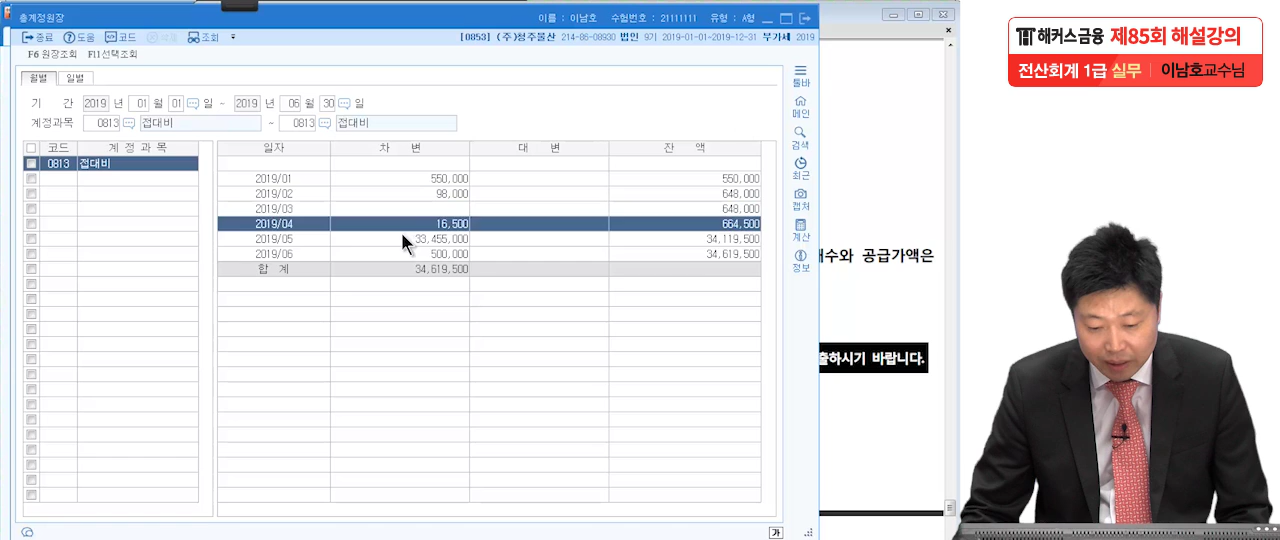 총계정원장
이름 : 이남호 수험번호 : 21111111 유형 : A형
종료 도움 코드 삭제 조회
[0853] (주)청주물산 214-86-08930 법인 9기 2019-01-01~2019-12-31 부가세 2019
F6 원장조회 F11선택조회
월별 일별
기 간 2019 년 01 월 01 일 ~ 2019 년 06 월 30 일
계정과목 0813 접대비 ~ 0813 접대비
코드 계 정 과 목
0813 접대비
일자 차 변 대 변 잔 액
2019/01 550,000 550,000
2019/02 98,000 648,000
2019/03 648,000
2019/04 16,500 664,500
2019/05 33,455,000 34,119,500
2019/06 500,000 34,619,500
합 계 34,619,500
툴바
메인
검색
최근
캡처
계산
정보
가
공급가액은
출하시기 바랍니다.
해커스금융 제85회 해설강의
전산회계 1급 실무 이남호교수님